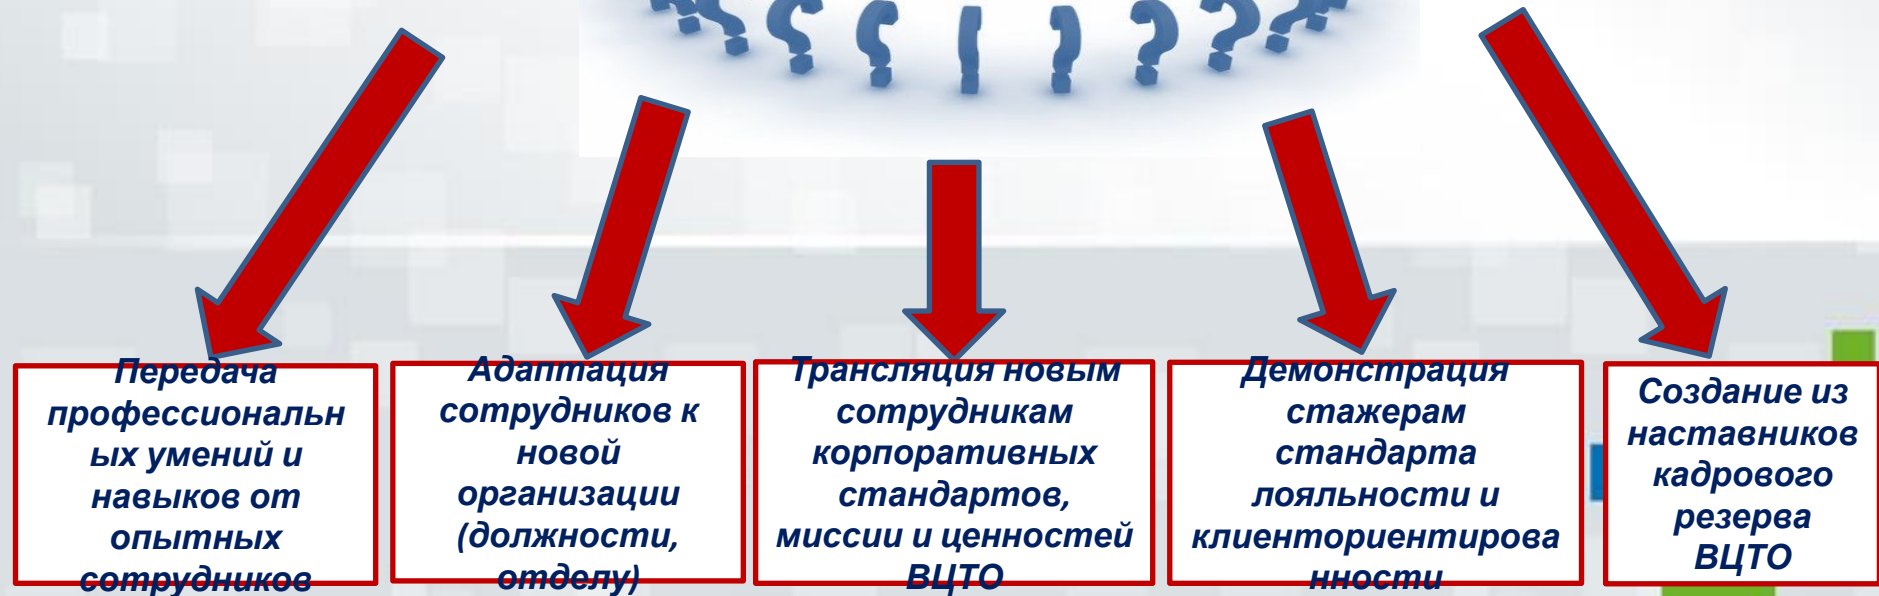 Передача
профессиональн
ых умений и
навыков от
опытных
сотрудников
Адаптация
сотрудников к
новой
организации
(должности,
отделу)
Трансляция новым
сотрудникам
корпоративных
стандартов,
миссии и ценностей
ВЦТО
Демонстрация
стажерам
стандарта
лояльности и
клиенториентирова
нности
Создание из
наставников
кадрового
резерва
ВЦТО